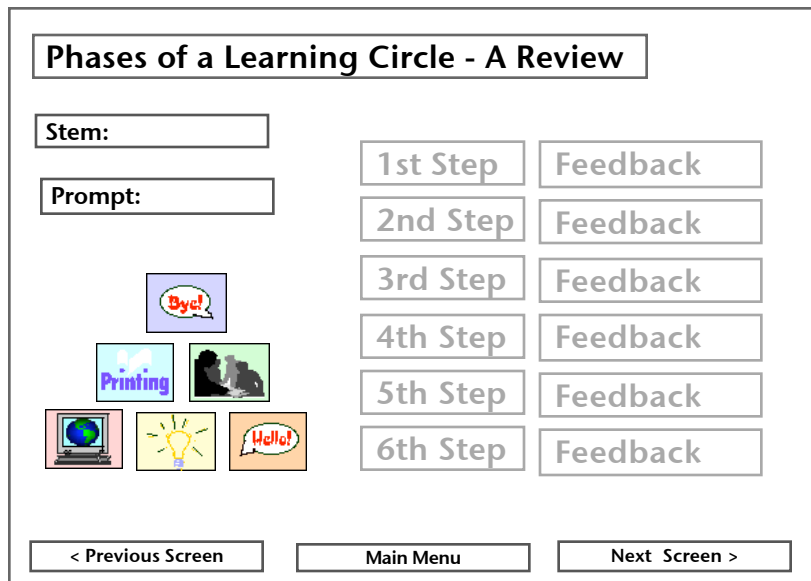 Phases of a Learning Circle - A Review
Stem:
Prompt:
1st Step Feedback
2nd Step Feedback
3rd Step Feedback
4th Step Feedback
5th Step Feedback
6th Step Feedback
Bye!
Printing
Hello!
< Previous Screen Main Menu Next Screen >